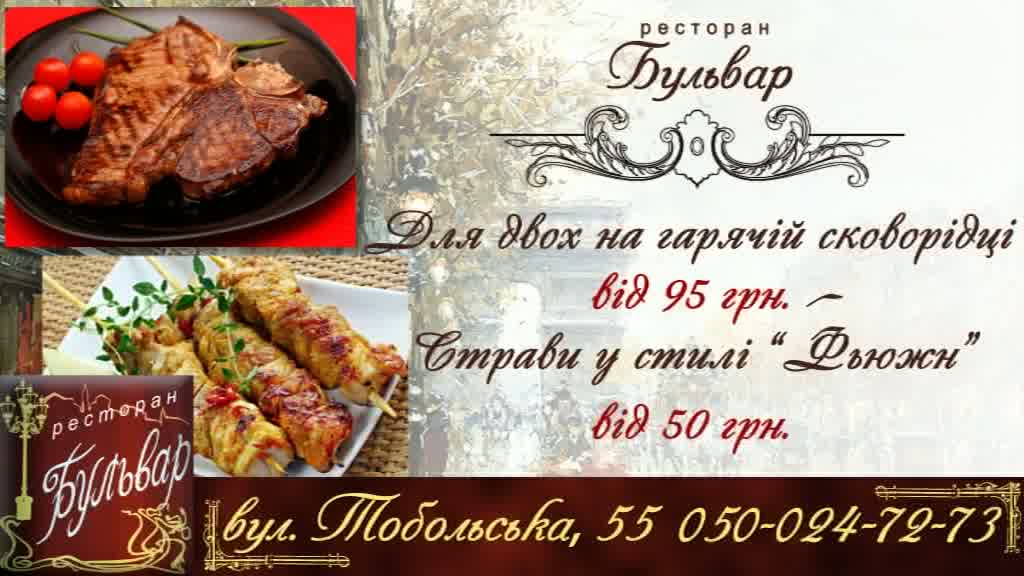 ресторан
Бульвар
Для двох на гарячій сковорідці
від 95 грн.
Страви у стилі “Фьюжн”
від 50 грн.
ресторан
Бульвар
вул. Тобольська, 55 050-024-72-73